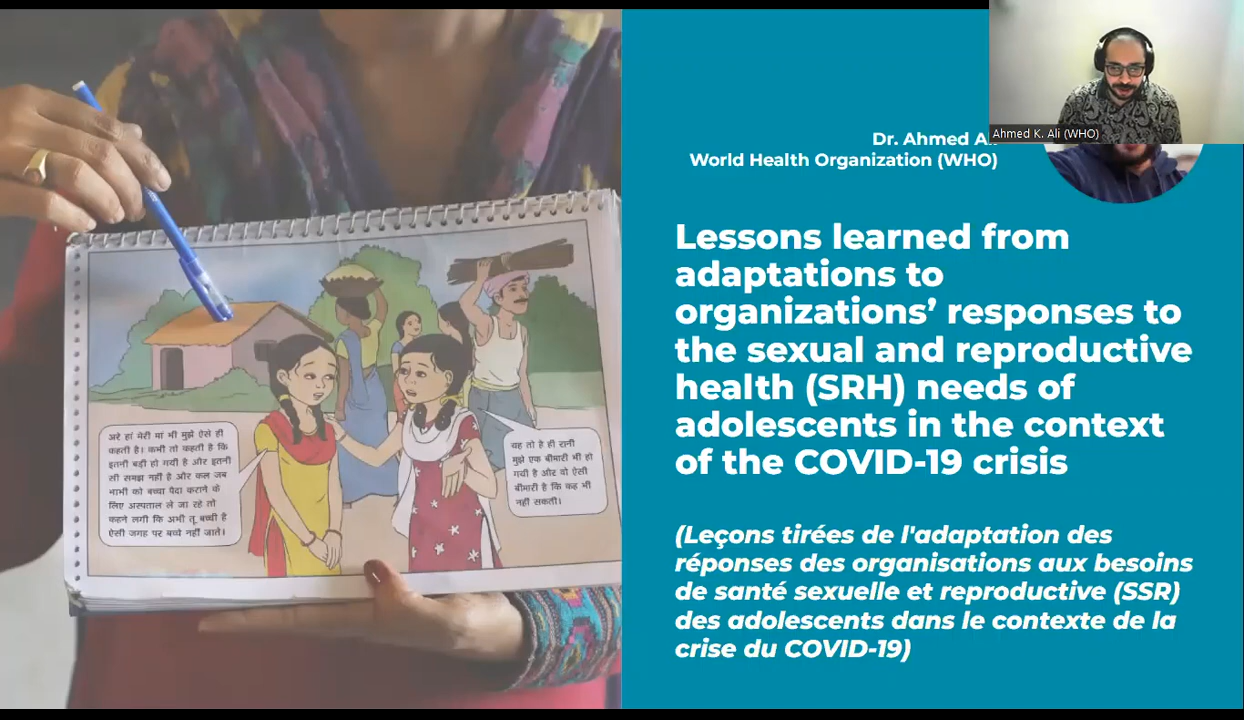 Ahmed K. Ali (WHO)
Dr. Ahmed
World Health Organization (WHO)
Lessons learned from
adaptations to
organizations’ responses to
the sexual and reproductive
health (SRH) needs of
adolescents in the context
of the COVID-19 crisis
(Leçons tirées de l'adaptation des
réponses des organisations aux besoins
de santé sexuelle et reproductive (SSR)
des adolescents dans le contexte de la
crise du COVID-19)
अरे हां मेरी मां भी मुझे ऐसे ही
कहती है। कभी तो कहती है कि
इतनी बड़ी हो गयी है और इतनी
सी समझ नहीं है और कल जब
भाभी को बच्चा पैदा कराने के
लिए अस्पताल ले जा रहे तो
कहने लगी कि अभी तू बच्ची है
ऐसी जगह पर बच्चे नहीं जाते।
वह तो है ही रानी
मुझे एक बीमारी भी हो
गयी है और वो ऐसी
बीमारी है कि कह भी
नहीं सकती।